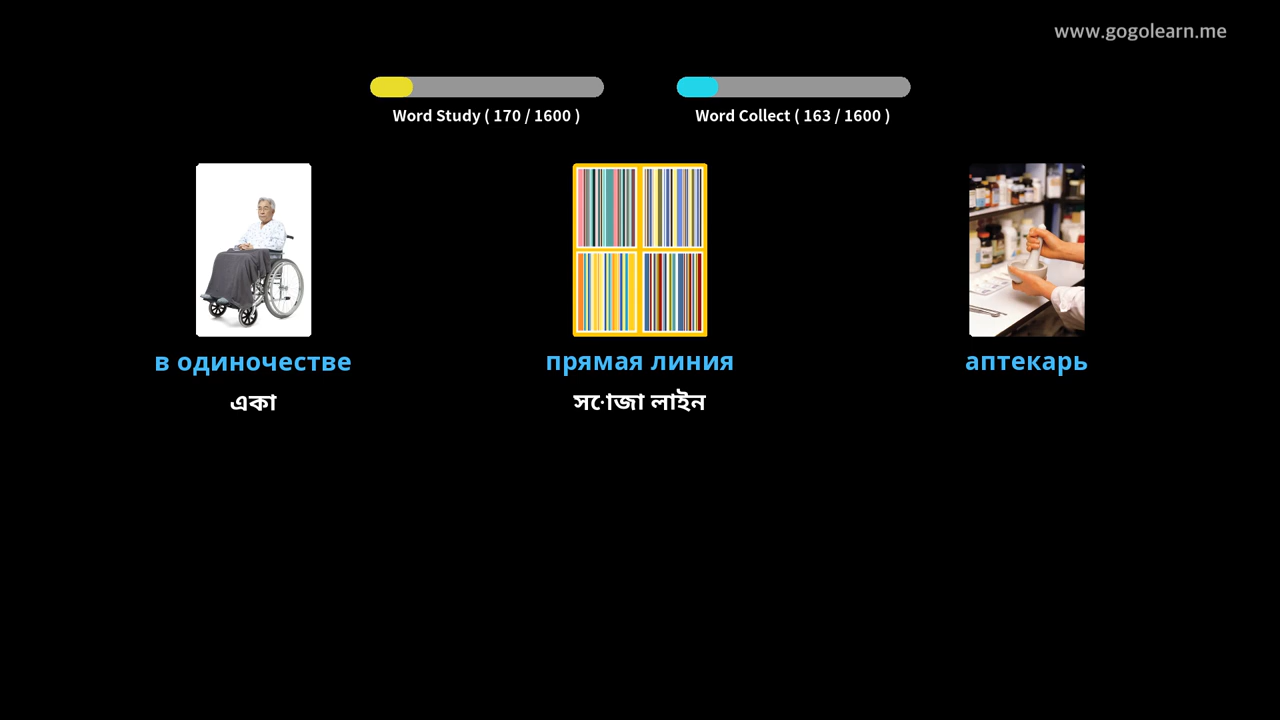 www.gogolearn.me
Word Study ( 170 / 1600 )
Word Collect ( 163 / 1600 )
в одиночестве
прямая линия
аптекарь
একা
সোজা লাইন